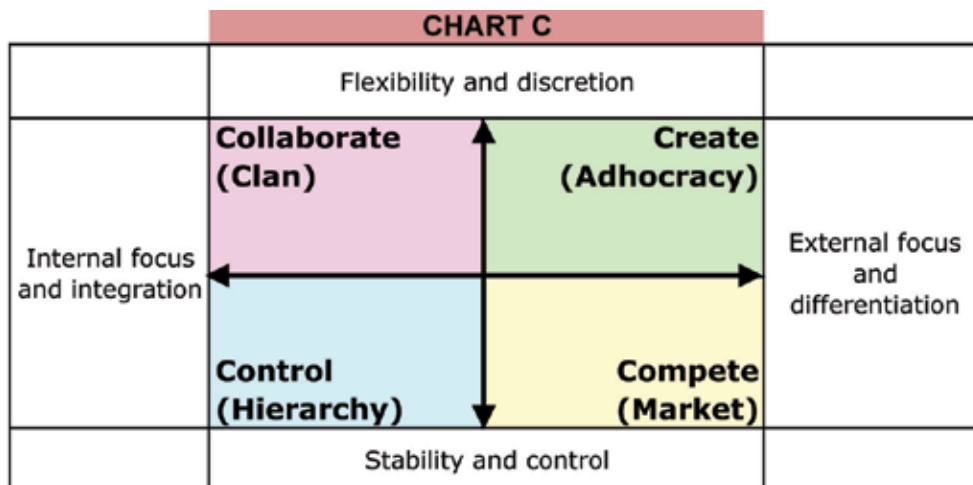 CHART C
Flexibility and discretion
Collaborate
(Clan)
Create
(Adhocracy)
Internal focus
and integration
External focus
and
differentiation
Control
(Hierarchy)
Compete
(Market)
Stability and control